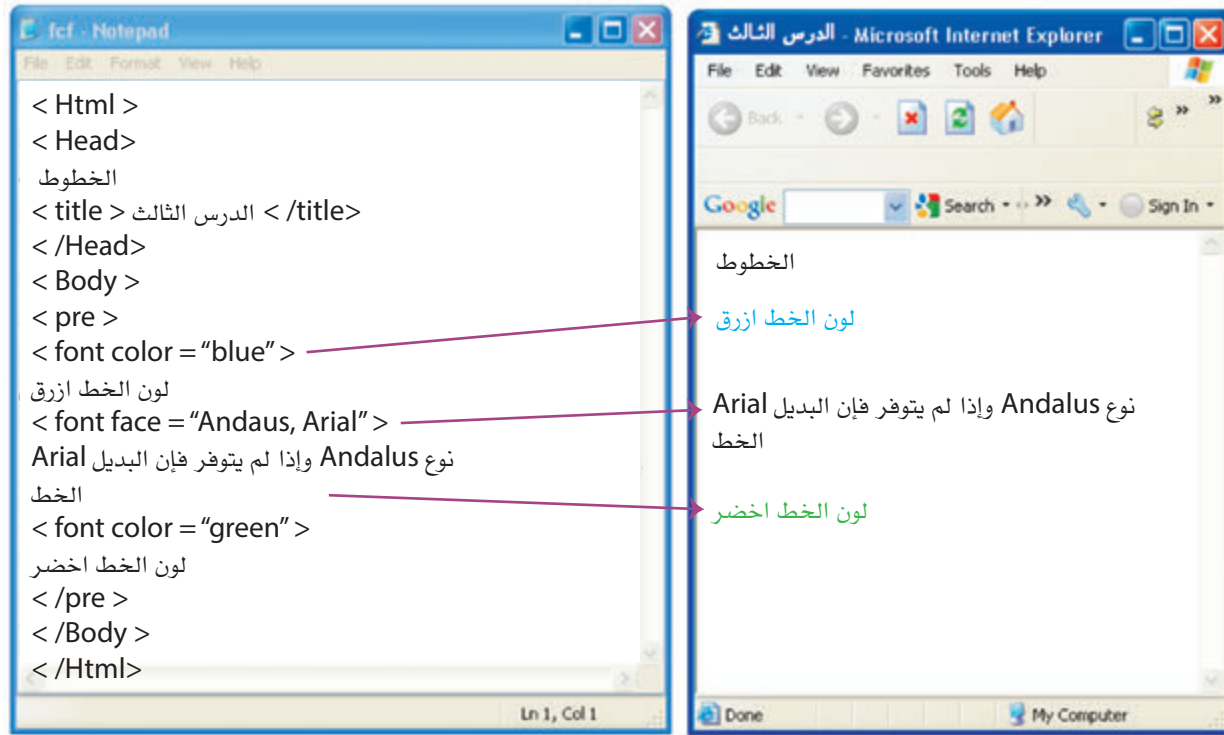 fcf - Notepad
File Edit Format View Help
< Html >
< Head>
الخطوط
< title > الدرس الثالث < /title>
< /Head>
< Body >
< pre >
< font color = “blue” >
لون الخط ازرق
< font face = “Andaus, Arial” >
نوع Andalus وإذا لم يتوفر فإن البديل Arial
الخط
< font color = “green” >
لون الخط اخضر
< /pre >
< /Body >
< /Html>
Ln 1, Col 1
الدرس الثالث - Microsoft Internet Explorer
File Edit View Favorites Tools Help
Back
Google Search Sign In
الخطوط
لون الخط ازرق
نوع Andalus وإذا لم يتوفر فإن البديل Arial
الخط
لون الخط اخضر
Done My Computer